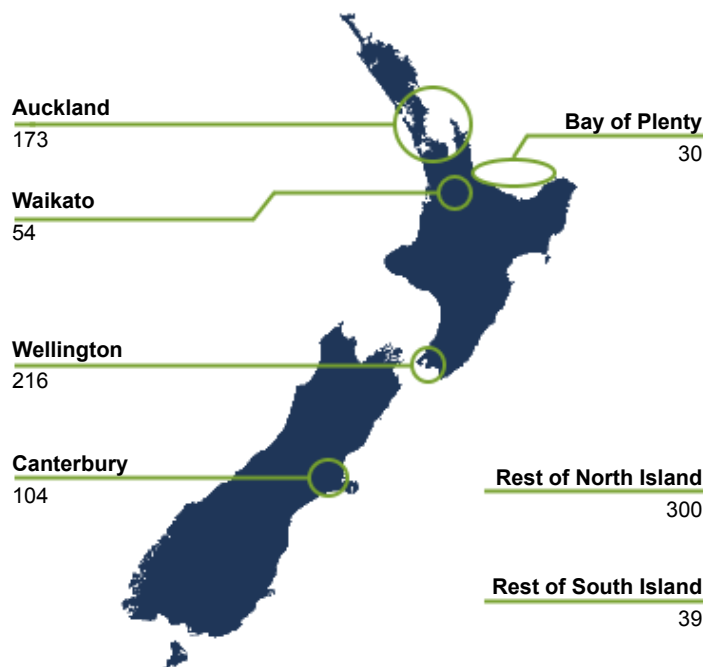 Auckland
173
Bay of Plenty
30
Waikato
54
Wellington
216
Canterbury
104
Rest of North Island
300
Rest of South Island
39